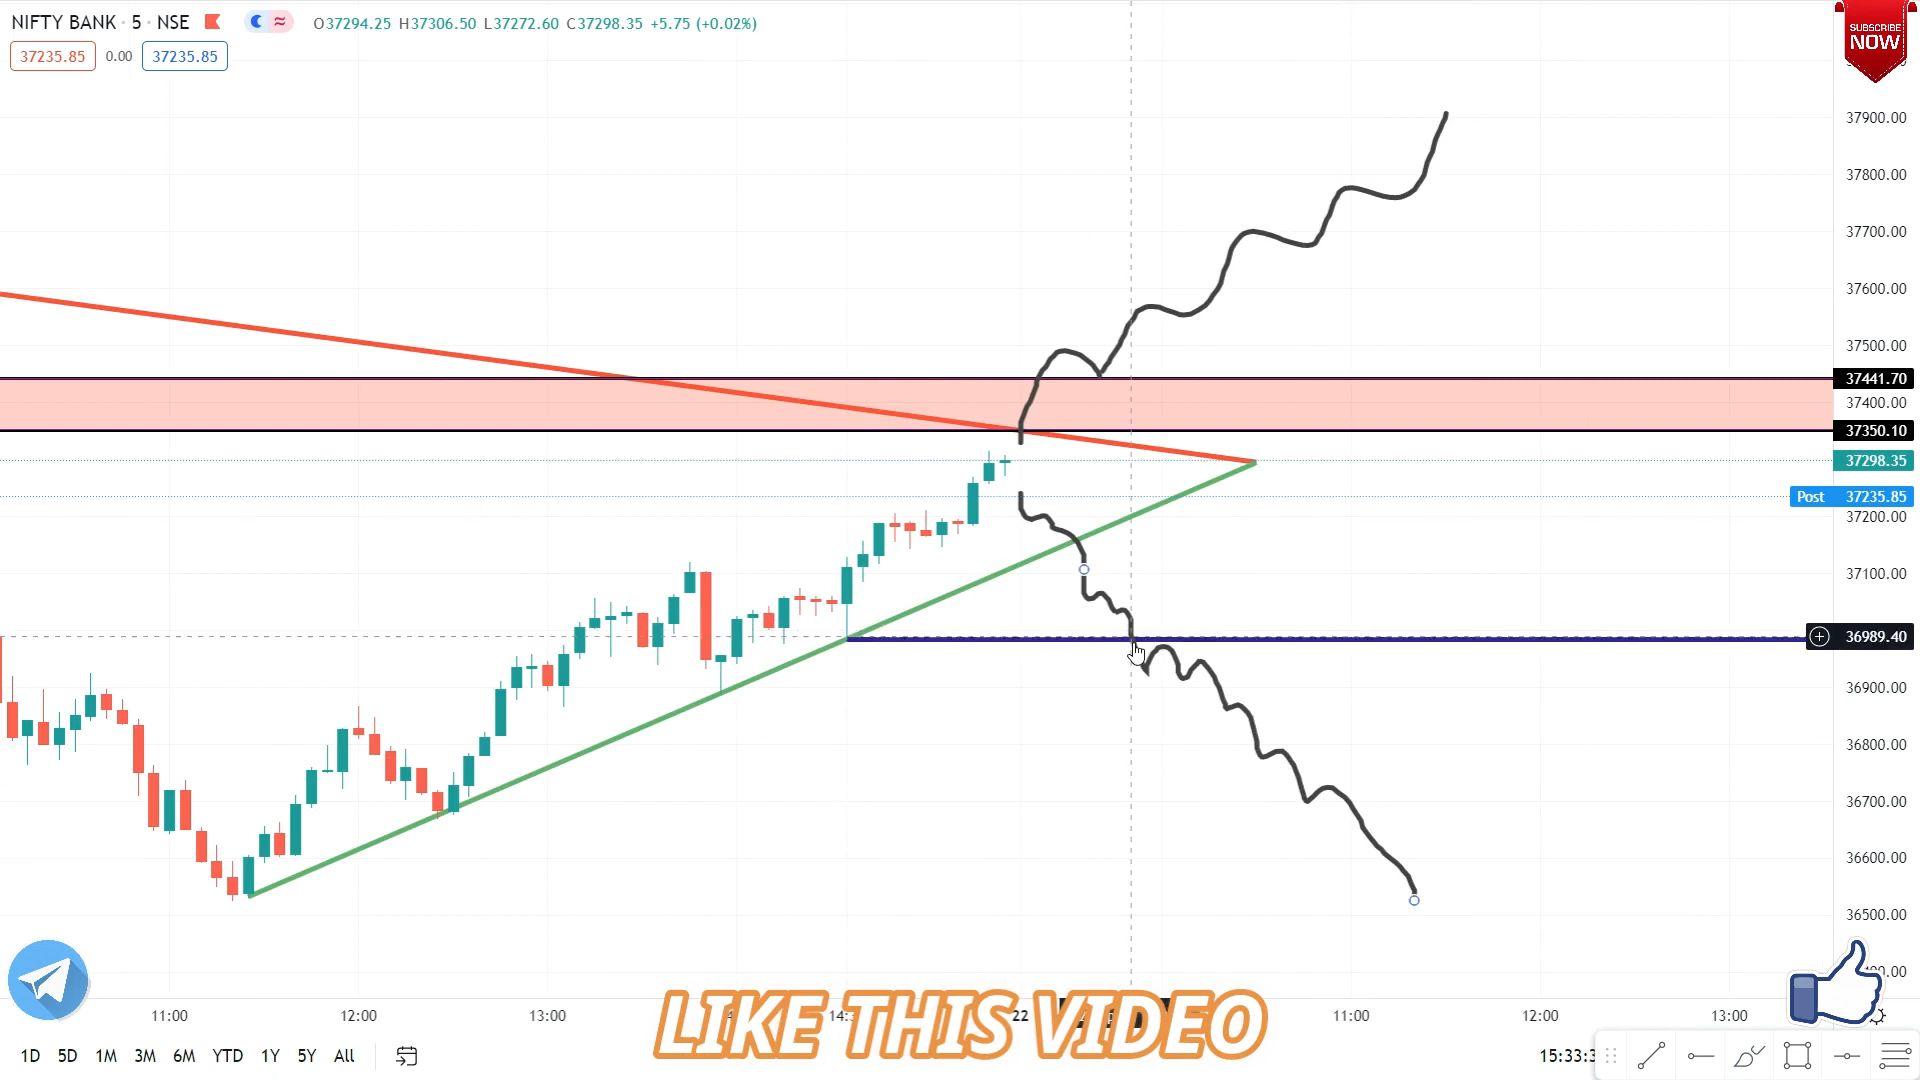 NIFTY BANK · 5 · NSE
O37294.25 H37306.50 L37272.60 C37298.35 +5.75 (+0.02%)
37235.85 0.00 37235.85
SUBSCRIBE
NOW
37900.00
37800.00
37700.00
37600.00
37500.00
37441.70
37400.00
37350.10
37298.35
Post 37235.85
37200.00
37100.00
36989.40
36900.00
36800.00
36700.00
36600.00
36500.00
11:00 12:00 13:00 22 11:00 12:00 13:00
LIKE THIS VIDEO
1D 5D 1M 3M 6M YTD 1Y 5Y All
15:33:3